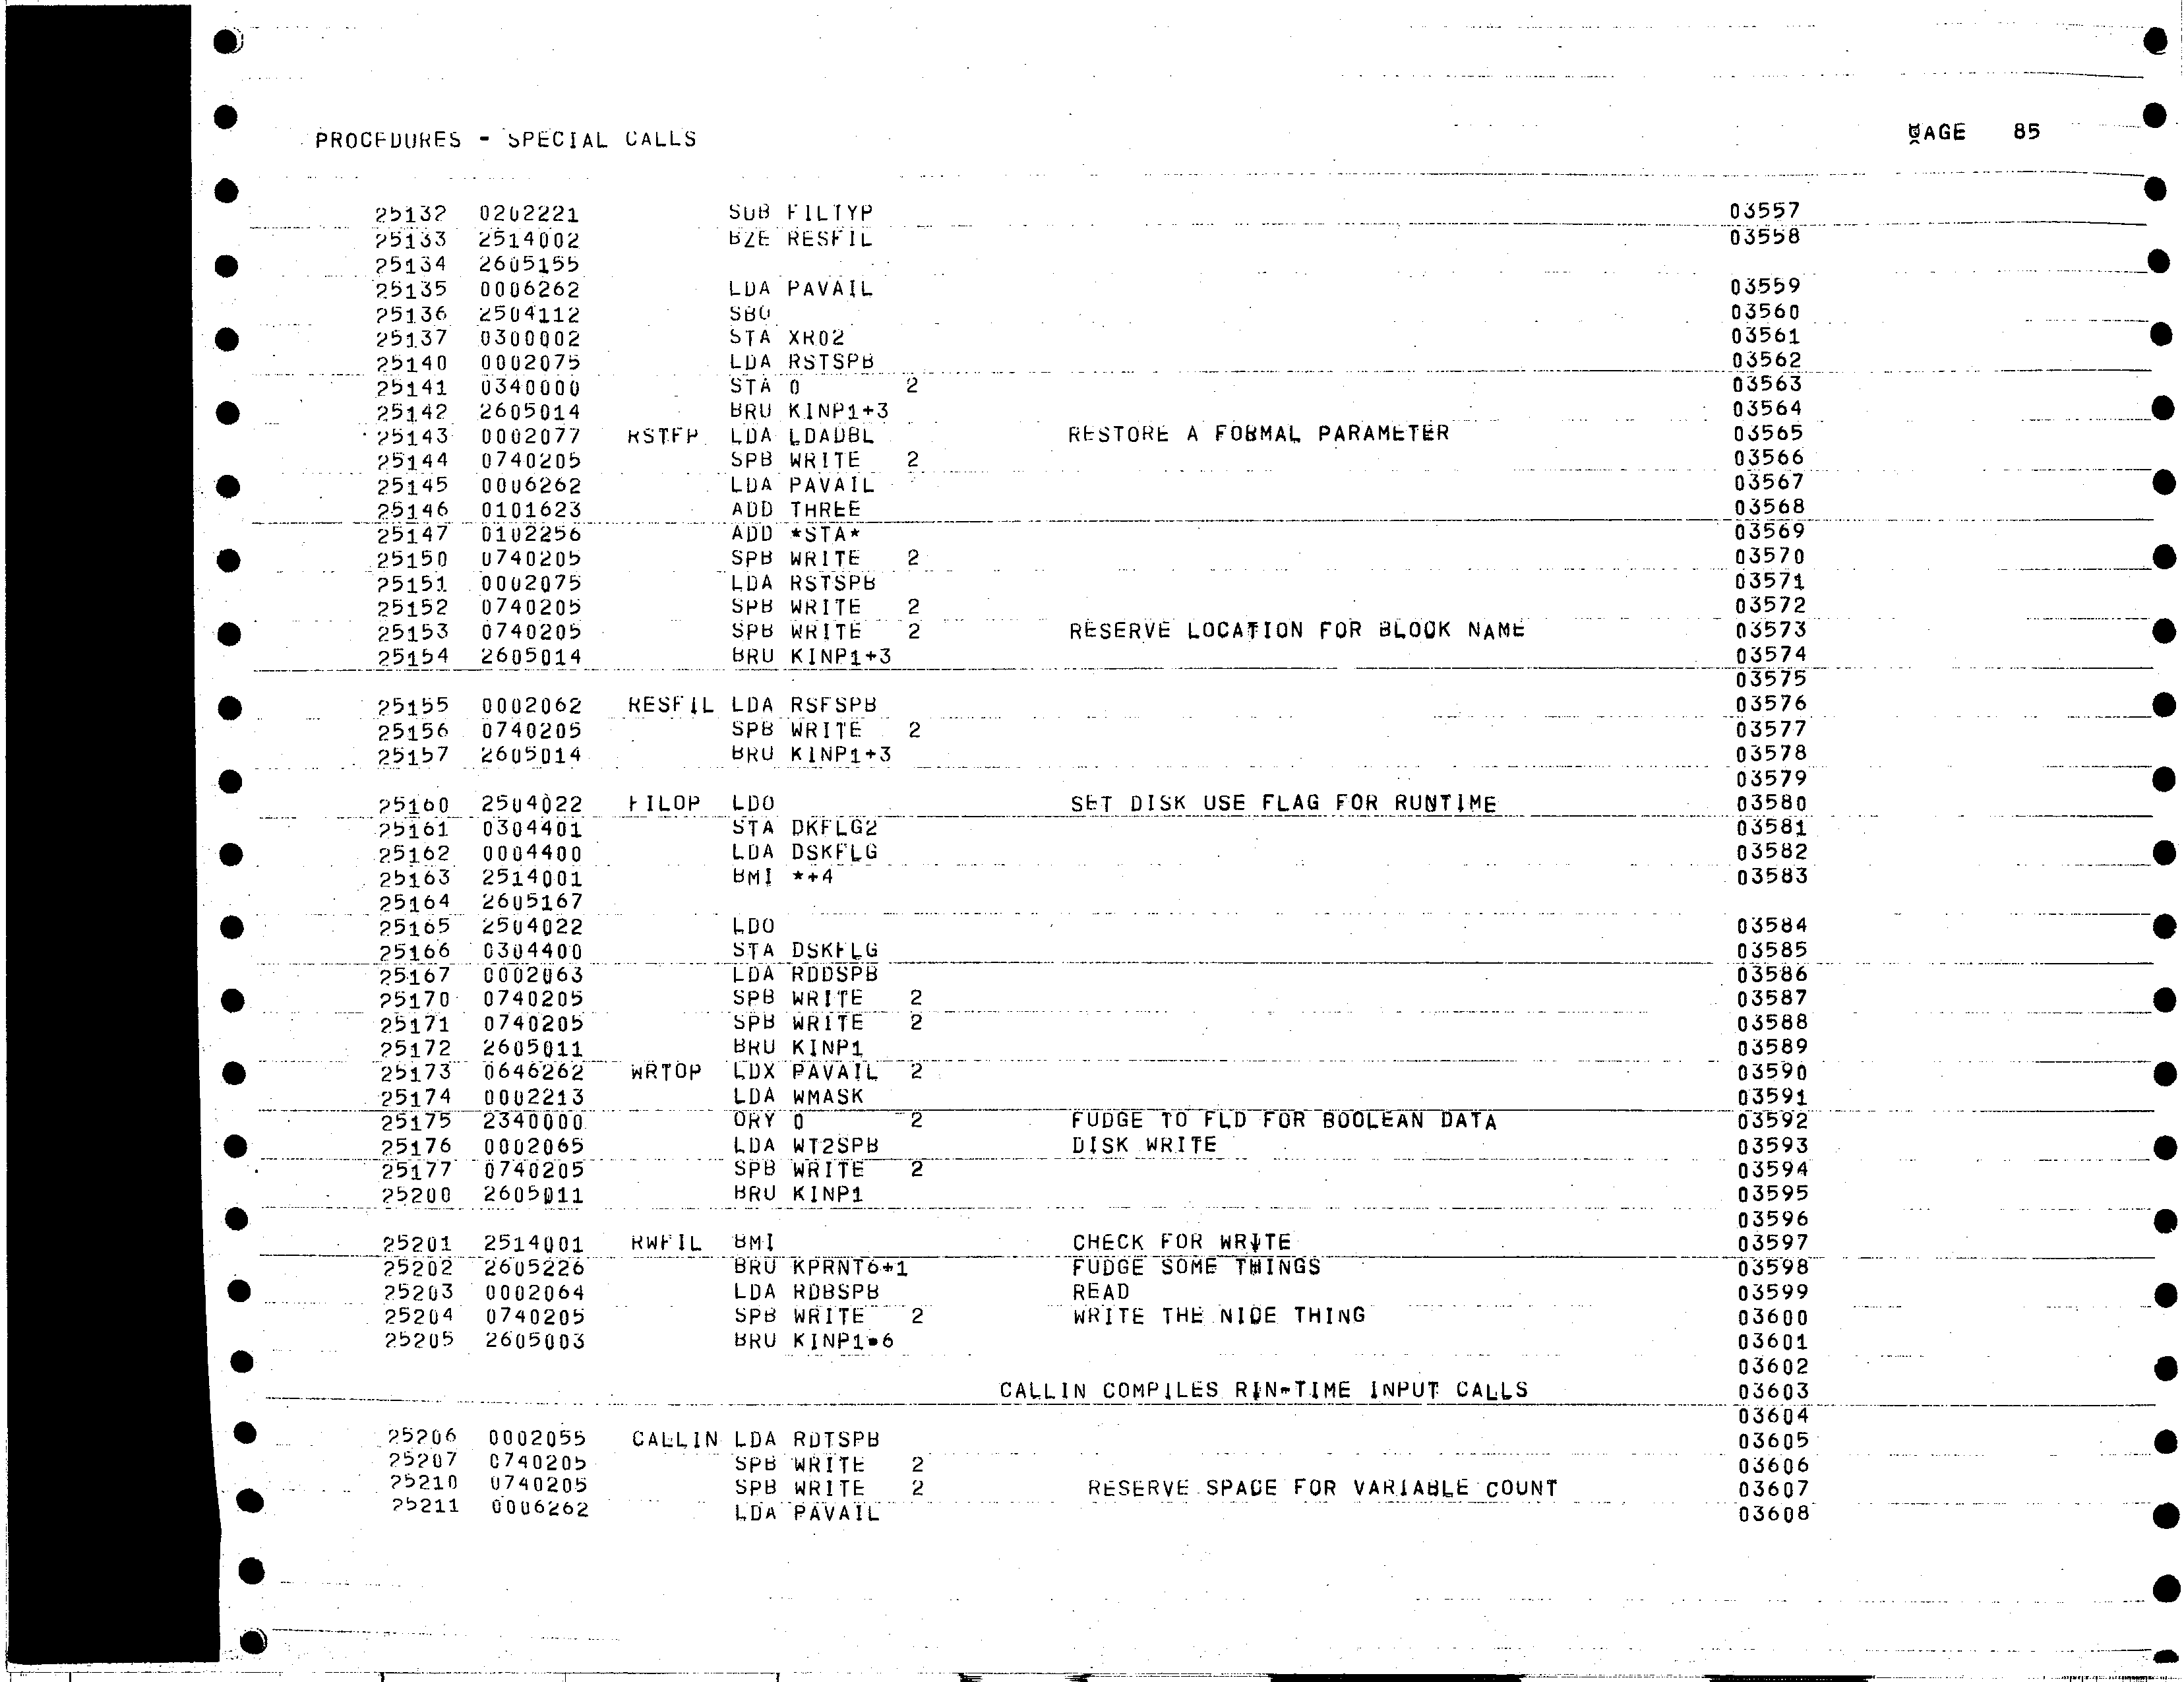 PROCEDURES - SPECIAL CALLS PAGE 85
25132 0202221 SUB FILTYP 03557
25133 2514002 BZE RESFIL 03558
25134 2605155
25135 0006262 LDA PAVAIL 03559
25136 2504112 SBO 03560
25137 0300002 STA XR02 03561
25140 0002075 LDA RSTSPB 03562
25141 0340000 STA 0 2 03563
25142 2605014 BRU KINP1+3 03564
25143 0002077 RSTFP LDA LDADBL RESTORE A FORMAL PARAMETER 03565
25144 0740205 SPB WRITE 2 03566
25145 0006262 LDA PAVAIL 03567
25146 0101623 ADD THREE 03568
25147 0102256 ADD *STA* 03569
25150 0740205 SPB WRITE 2 03570
25151 0002075 LDA RSTSPB 03571
25152 0740205 SPB WRITE 2 03572
25153 0740205 SPB WRITE 2 RESERVE LOCATION FOR BLOCK NAME 03573
25154 2605014 BRU KINP1+3 03574
03575
25155 0002062 RESFIL LDA RSFSPB 03576
25156 0740205 SPB WRITE 2 03577
25157 2605014 BRU KINP1+3 03578
03579
25160 2504022 FILOP LDO SET DISK USE FLAG FOR RUNTIME 03580
25161 0304401 STA DKFLG2 03581
25162 0004400 LDA DSKFLG 03582
25163 2514001 BMI *+4 03583
25164 2605167
25165 2504022 LDO 03584
25166 0304400 STA DSKFLG 03585
25167 0002063 LDA RDDSPB 03586
25170 0740205 SPB WRITE 2 03587
25171 0740205 SPB WRITE 2 03588
25172 2605011 BRU KINP1 03589
25173 0646262 WRTOP LDX PAVAIL 2 03590
25174 0002213 LDA WMASK 03591
25175 2340000 ORY 0 2 FUDGE TO FLD FOR BOOLEAN DATA 03592
25176 0002065 LDA WT2SPB DISK WRITE 03593
25177 0740205 SPB WRITE 2 03594
25200 2605011 BRU KINP1 03595
03596
25201 2514001 RWFIL BMI CHECK FOR WRITE 03597
25202 2605226 BRU KPRNT6+1 FUDGE SOME THINGS 03598
25203 0002064 LDA RDBSPB READ 03599
25204 0740205 SPB WRITE 2 WRITE THE NIDE THING 03600
25205 2605003 BRU KINP1-6 03601
03602
CALLIN COMPILES RIN-TIME INPUT CALLS 03603
03604
25206 0002055 CALLIN LDA RDTSPB 03605
25207 0740205 SPB WRITE 2 03606
25210 0740205 SPB WRITE 2 RESERVE SPACE FOR VARIABLE COUNT 03607
25211 0006262 LDA PAVAIL 03608